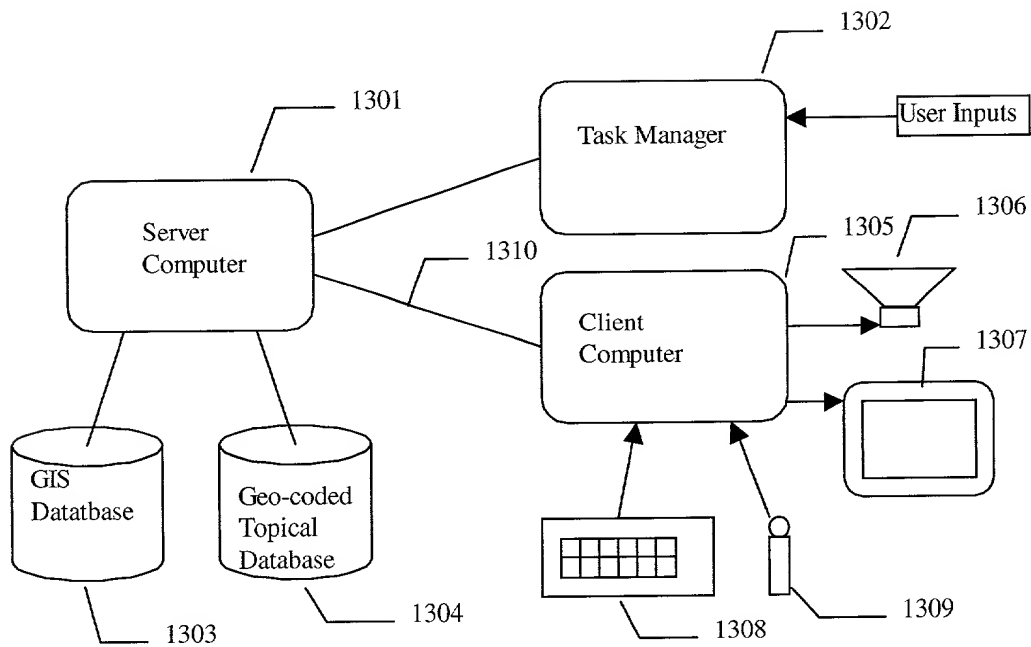 1302
1301
Task Manager
User Inputs
1306
1305
Server
Computer
1310
Client
Computer
1307
GIS
Datatbase
Geo-coded
Topical
Database
1303
1304
1308
1309